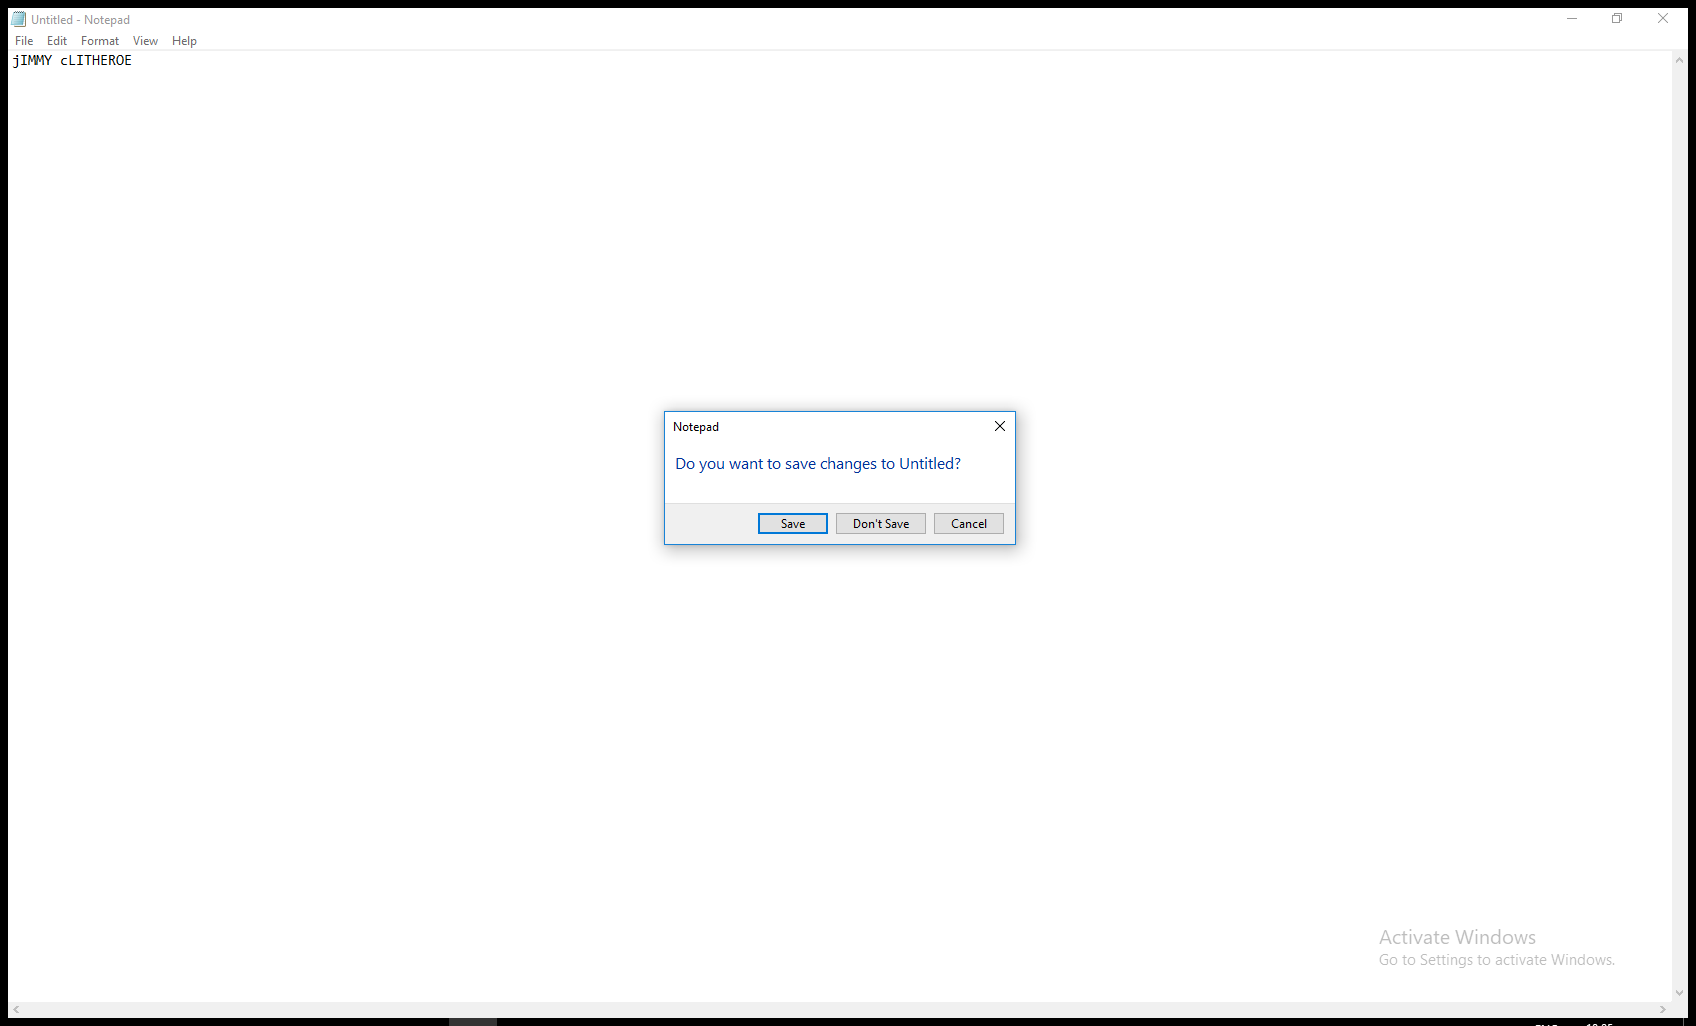 Untitled - Notepad
File Edit Format View Help
jIMMY cLITHEROE
Notepad
Do you want to save changes to Untitled?
Save Don't Save Cancel
Activate Windows
Go to Settings to activate Windows.